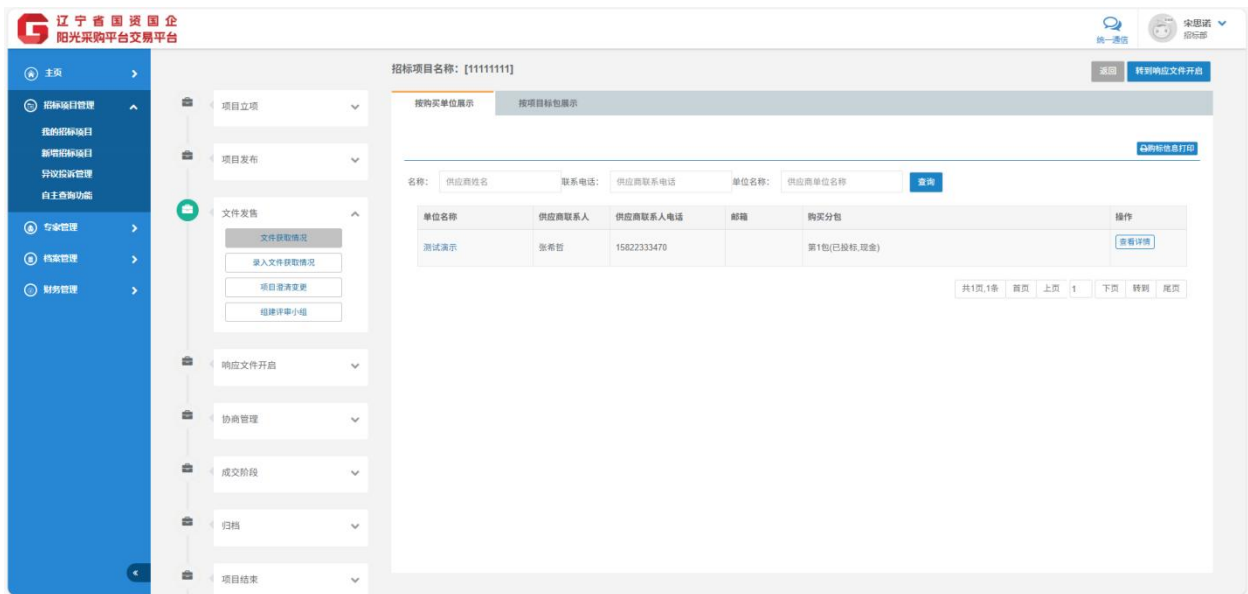 辽宁省国资国企
阳光采购平台交易平台
统一通信
宋思诺
招标部
主页
招标项目管理
我的招标项目
新增招标项目
异议投诉管理
自主查询功能
专家管理
档案管理
财务管理
项目立项
项目发布
文件发售
文件获取情况
录入文件获取情况
项目澄清变更
组建评审小组
响应文件开启
协商管理
成交阶段
归档
项目结束
招标项目名称：[11111111]
返回 转到响应文件开启
按购买单位展示 按项目标包展示
购标信息打印
名称： 供应商姓名 联系电话： 供应商联系电话 单位名称： 供应商单位名称 查询
单位名称 供应商联系人 供应商联系人电话 邮箱 购买分包 操作
测试演示 张希哲 15822333470 第1包(已投标,现金) 查看详情
共1页,1条 首页 上页 1 下页 转到 尾页